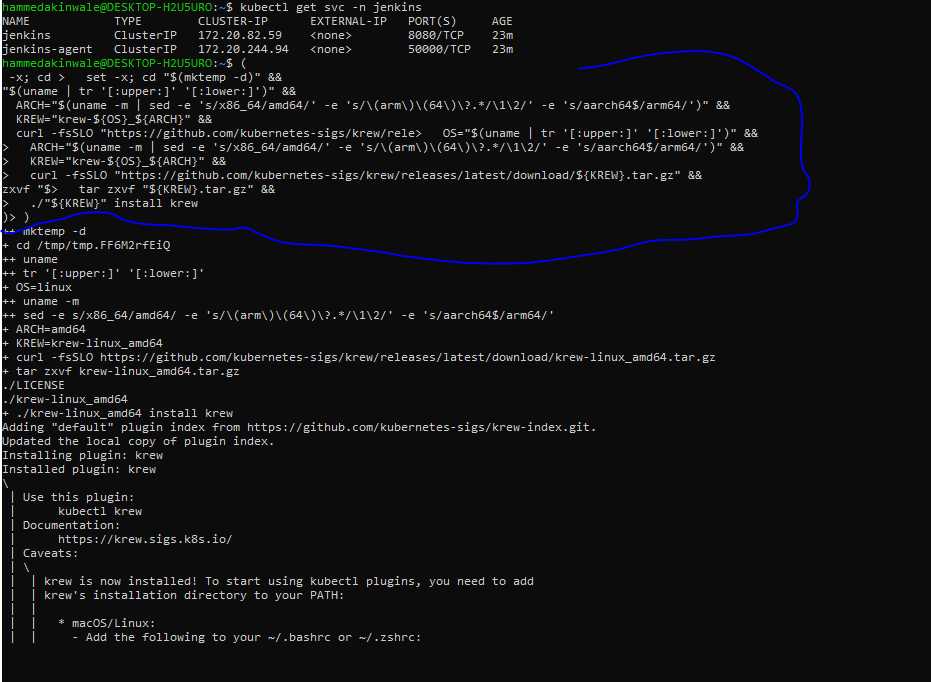 hammedakinwale@DESKTOP-H2U5URO:~$ kubectl get svc -n jenkins
NAME            TYPE        CLUSTER-IP      EXTERNAL-IP   PORT(S)     AGE
jenkins         ClusterIP   172.20.82.59    <none>        8080/TCP    23m
jenkins-agent   ClusterIP   172.20.244.94   <none>        50000/TCP   23m
hammedakinwale@DESKTOP-H2U5URO:~$ (
 -x; cd >   set -x; cd "$(mktemp -d)" &&
"$(uname | tr '[:upper:]' '[:lower:]')" &&
  ARCH="$(uname -m | sed -e 's/x86_64/amd64/' -e 's/\(arm\)\(64\)\?.*/\1\2/' -e 's/aarch64$/arm64/')" &&
  KREW="krew-${OS}_${ARCH}" &&
  curl -fsSLO "https://github.com/kubernetes-sigs/krew/rele>   OS="$(uname | tr '[:upper:]' '[:lower:]')" &&
>   ARCH="$(uname -m | sed -e 's/x86_64/amd64/' -e 's/\(arm\)\(64\)\?.*/\1\2/' -e 's/aarch64$/arm64/')" &&
>   KREW="krew-${OS}_${ARCH}" &&
>   curl -fsSLO "https://github.com/kubernetes-sigs/krew/releases/latest/download/${KREW}.tar.gz" &&
zxvf "$>   tar zxvf "${KREW}.tar.gz" &&
>   ./"${KREW}" install krew
)> )
++ mktemp -d
+ cd /tmp/tmp.FF6M2rfEiQ
++ uname
++ tr '[:upper:]' '[:lower:]'
+ OS=linux
++ uname -m
++ sed -e s/x86_64/amd64/ -e 's/\(arm\)\(64\)\?.*/\1\2/' -e 's/aarch64$/arm64/'
+ ARCH=amd64
+ KREW=krew-linux_amd64
+ curl -fsSLO https://github.com/kubernetes-sigs/krew/releases/latest/download/krew-linux_amd64.tar.gz
+ tar zxvf krew-linux_amd64.tar.gz
./LICENSE
./krew-linux_amd64
+ ./krew-linux_amd64 install krew
Adding "default" plugin index from https://github.com/kubernetes-sigs/krew-index.git.
Updated the local copy of plugin index.
Installing plugin: krew
Installed plugin: krew
\
 | Use this plugin:
 |      kubectl krew
 | Documentation:
 |      https://krew.sigs.k8s.io/
 | Caveats:
 | \
 |  | krew is now installed! To start using kubectl plugins, you need to add
 |  | krew's installation directory to your PATH:
 |  |
 |  |   * macOS/Linux:
 |  |     - Add the following to your ~/.bashrc or ~/.zshrc: